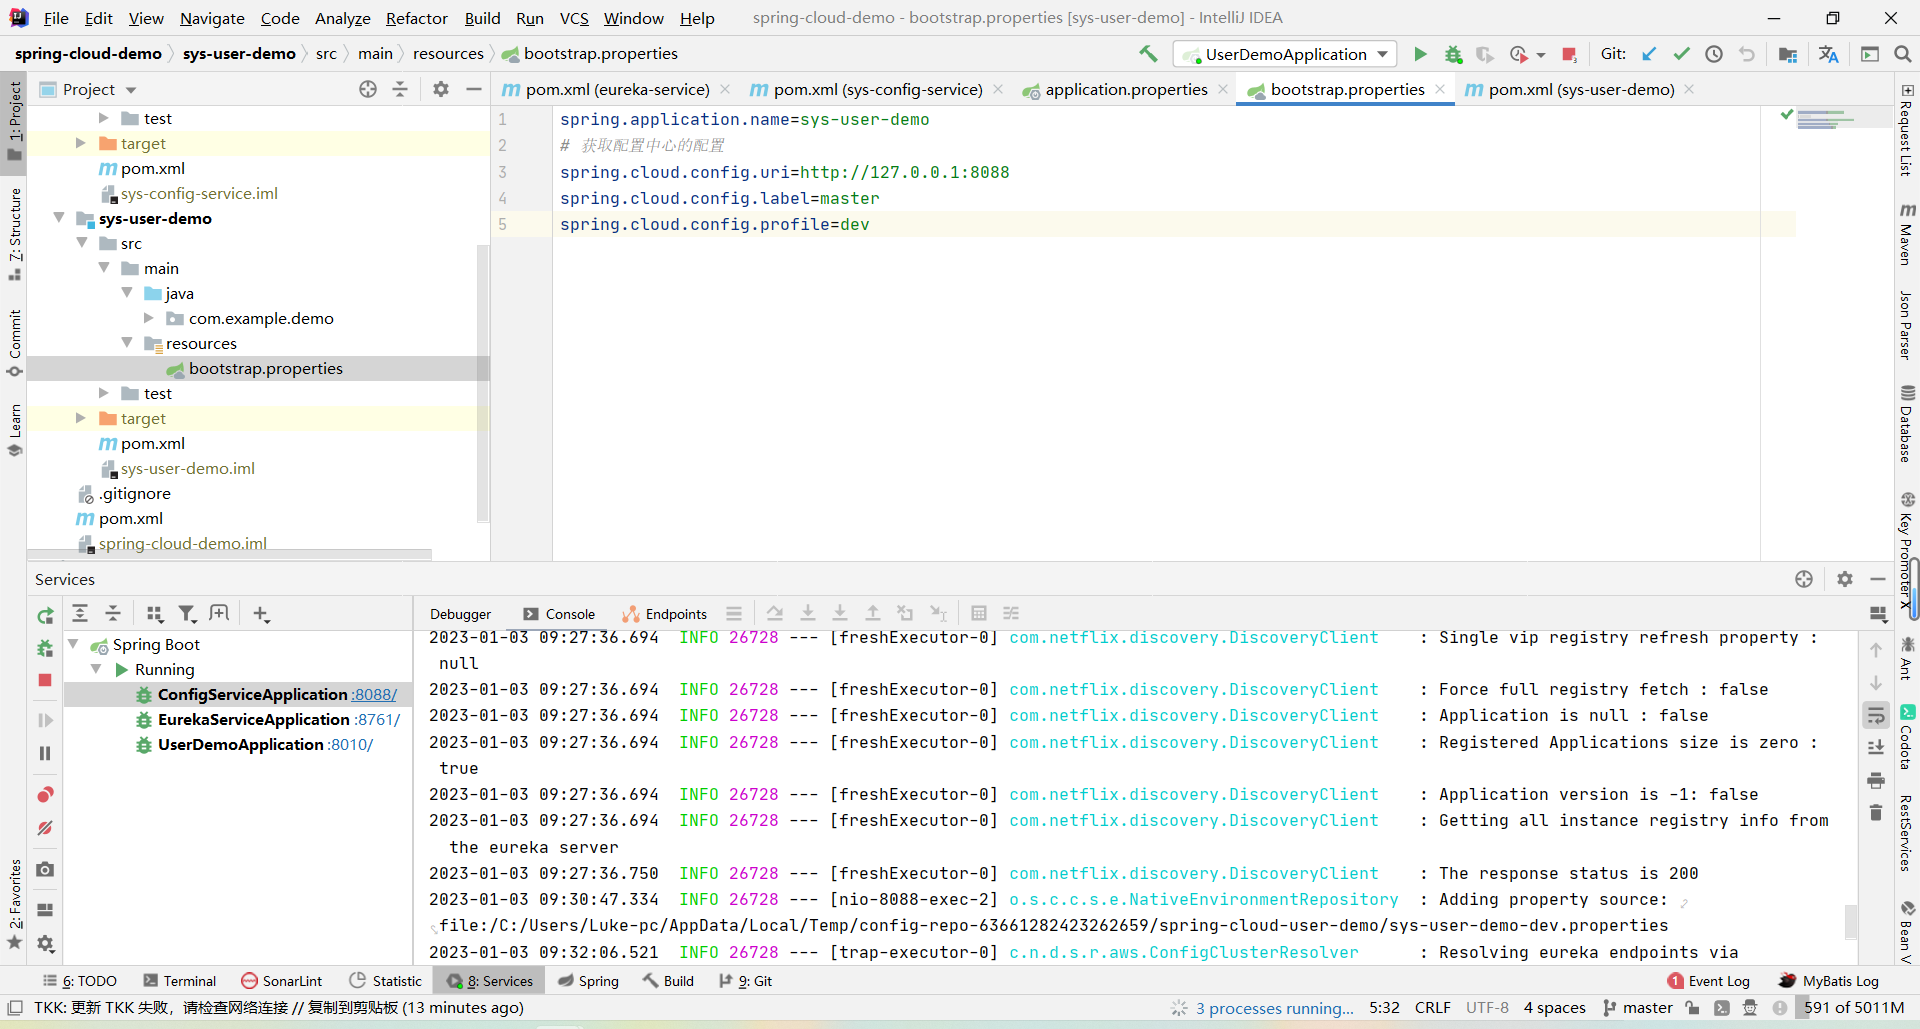 File Edit View Navigate Code Analyze Refactor Build Run VCS Window Help spring-cloud-demo - bootstrap.properties [sys-user-demo] - IntelliJ IDEA
spring-cloud-demo sys-user-demo src main resources bootstrap.properties UserDemoApplication Git:
Project pom.xml (eureka-service) pom.xml (sys-config-service) application.properties bootstrap.properties pom.xml (sys-user-demo)
test
target
pom.xml
sys-config-service.iml
sys-user-demo
src
main
java
com.example.demo
resources
bootstrap.properties
test
target
pom.xml
sys-user-demo.iml
.gitignore
pom.xml
spring-cloud-demo.iml
1 spring.application.name=sys-user-demo
2 # 获取配置中心的配置
3 spring.cloud.config.uri=http://127.0.0.1:8088
4 spring.cloud.config.label=master
5 spring.cloud.config.profile=dev
1: Project
7: Structure
Commit
Learn
2: Favorites
Request List
Maven
Json Parser
Database
Key Promoter X
Ant
Codota
RestServices
Bean V
Services
Debugger Console Endpoints
Spring Boot
Running
ConfigServiceApplication :8088/
EurekaServiceApplication :8761/
UserDemoApplication :8010/
2023-01-03 09:27:36.694 INFO 26728 --- [freshExecutor-0] com.netflix.discovery.DiscoveryClient : Single vip registry refresh property :
null
2023-01-03 09:27:36.694 INFO 26728 --- [freshExecutor-0] com.netflix.discovery.DiscoveryClient : Force full registry fetch : false
2023-01-03 09:27:36.694 INFO 26728 --- [freshExecutor-0] com.netflix.discovery.DiscoveryClient : Application is null : false
2023-01-03 09:27:36.694 INFO 26728 --- [freshExecutor-0] com.netflix.discovery.DiscoveryClient : Registered Applications size is zero :
true
2023-01-03 09:27:36.694 INFO 26728 --- [freshExecutor-0] com.netflix.discovery.DiscoveryClient : Application version is -1: false
2023-01-03 09:27:36.694 INFO 26728 --- [freshExecutor-0] com.netflix.discovery.DiscoveryClient : Getting all instance registry info from
the eureka server
2023-01-03 09:27:36.750 INFO 26728 --- [freshExecutor-0] com.netflix.discovery.DiscoveryClient : The response status is 200
2023-01-03 09:30:47.334 INFO 26728 --- [nio-8088-exec-2] o.s.c.c.s.e.NativeEnvironmentRepository : Adding property source:
file:/C:/Users/Luke-pc/AppData/Local/Temp/config-repo-63661282423262659/spring-cloud-user-demo/sys-user-demo-dev.properties
2023-01-03 09:32:06.521 INFO 26728 --- [trap-executor-0] c.n.d.s.r.aws.ConfigClusterResolver : Resolving eureka endpoints via
6: TODO Terminal SonarLint Statistic 8: Services Spring Build 9: Git Event Log MyBatis Log
TKK: 更新 TKK 失败，请检查网络连接 // 复制到剪贴板 (13 minutes ago) 3 processes running... 5:32 CRLF UTF-8 4 spaces master 591 of 5011M